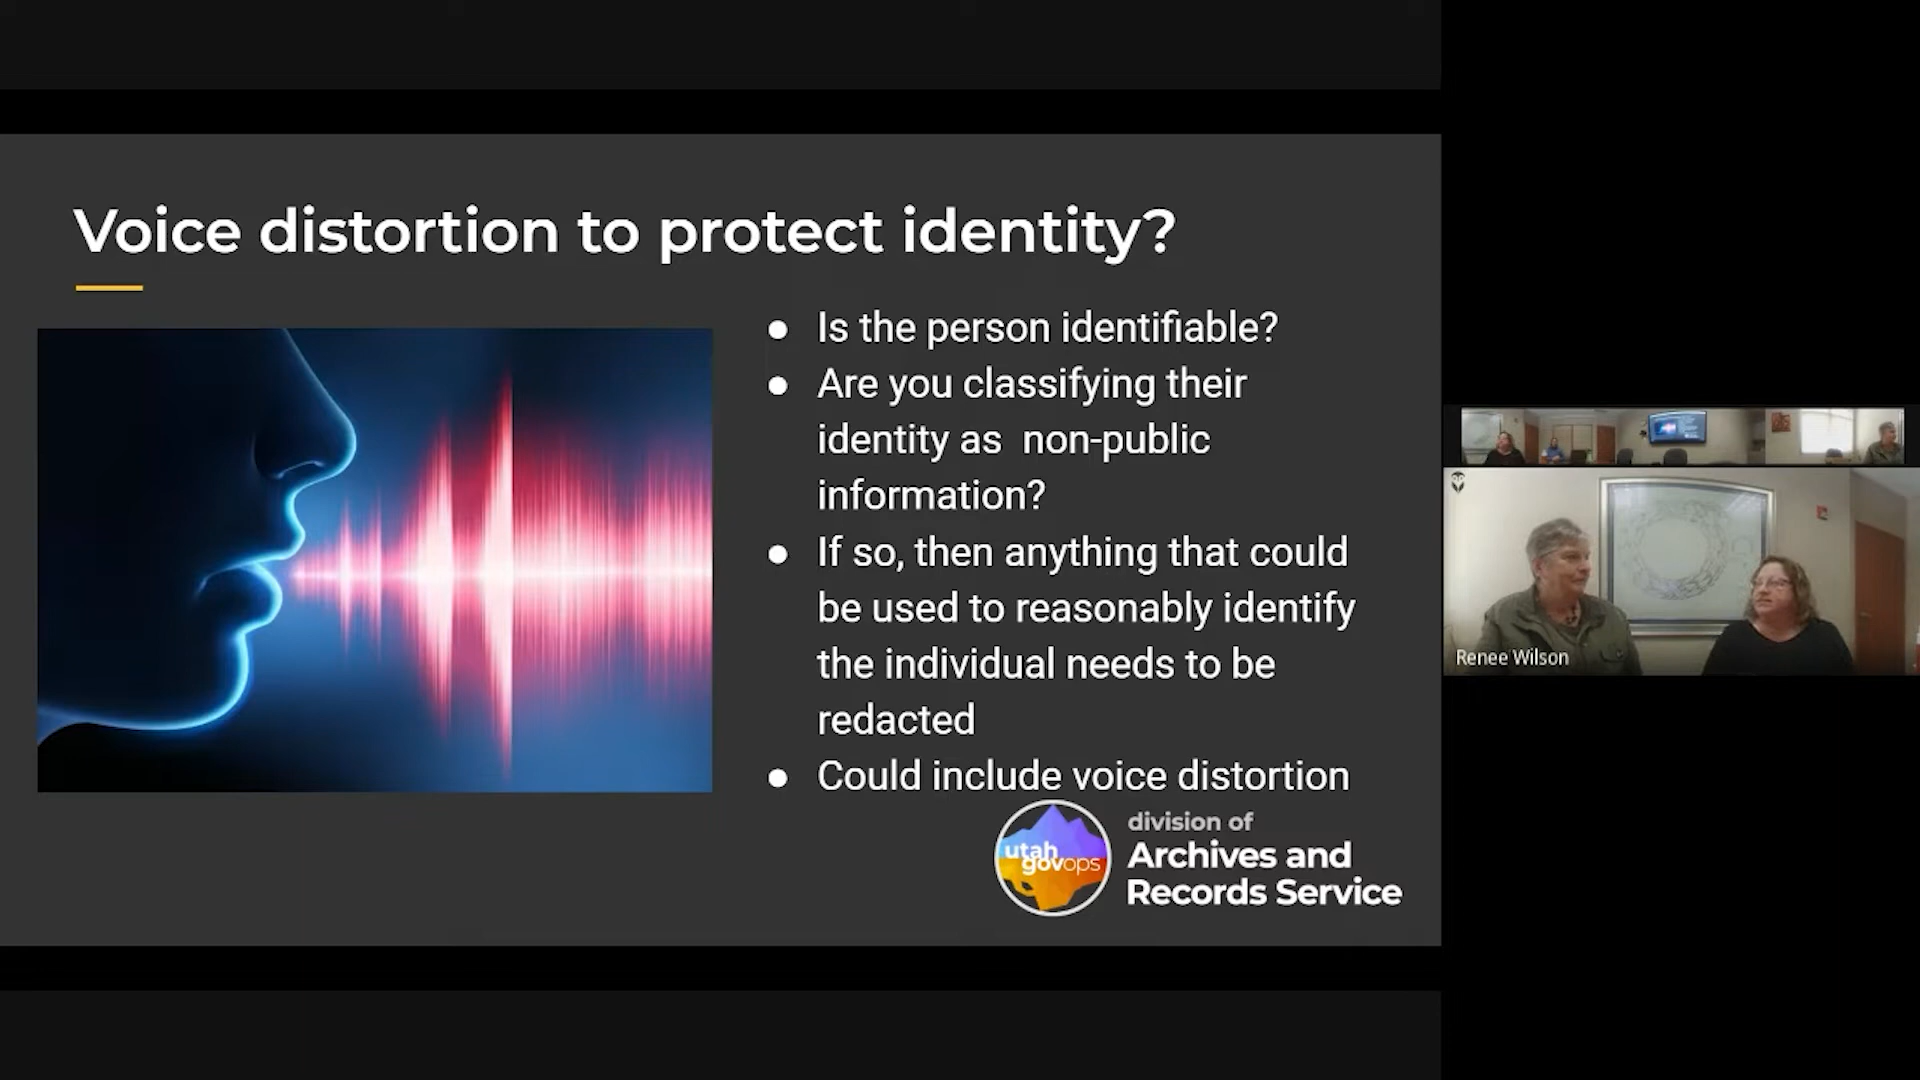 Voice distortion to protect identity?
● Is the person identifiable?
● Are you classifying their
identity as  non-public
information?
● If so, then anything that could
be used to reasonably identify
the individual needs to be
redacted
● Could include voice distortion
utah
govops
division of
Archives and
Records Service
Renee Wilson